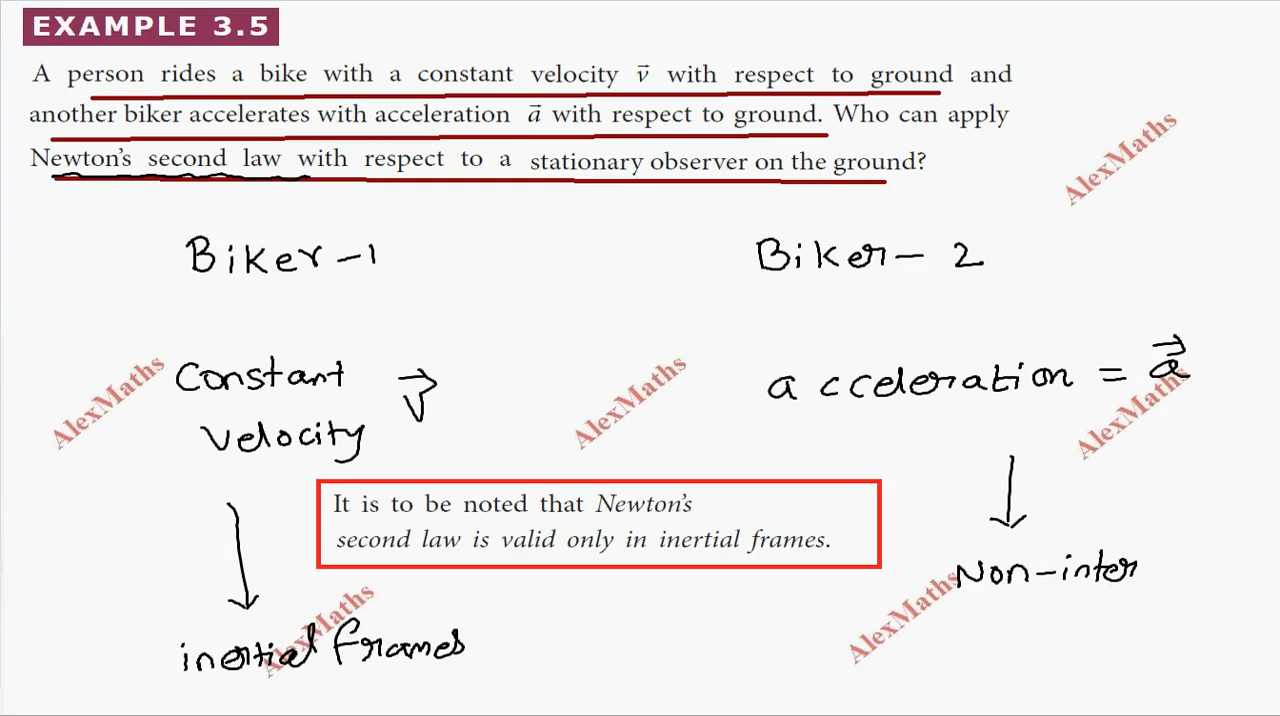 EXAMPLE 3.5
A person rides a bike with a constant velocity v⃗ with respect to ground and
another biker accelerates with acceleration a⃗ with respect to ground. Who can apply
Newton's second law with respect to a stationary observer on the ground?
AlexMaths
Biker-1 Biker- 2
AlexMaths AlexMaths AlexMaths
constant v⃗ acceleration = a⃗
velocity
It is to be noted that Newton's
second law is valid only in inertial frames.
Non-inter
AlexMaths AlexMaths
inertial frames